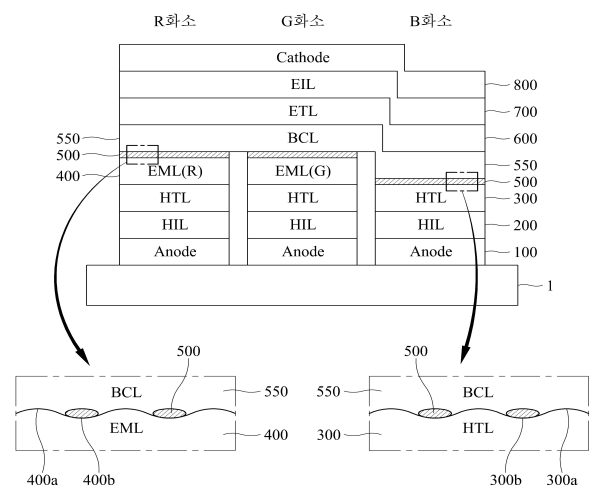 R화소 G화소 B화소
Cathode
EIL 800
ETL 700
550 BCL 600
500 550
400 EML(R) EML(G) 500
HTL HTL HTL 300
HIL HIL HIL 200
Anode Anode Anode 100
1
500 500
BCL 550 550 BCL
EML 400 300 HTL
400a 400b 300b 300a